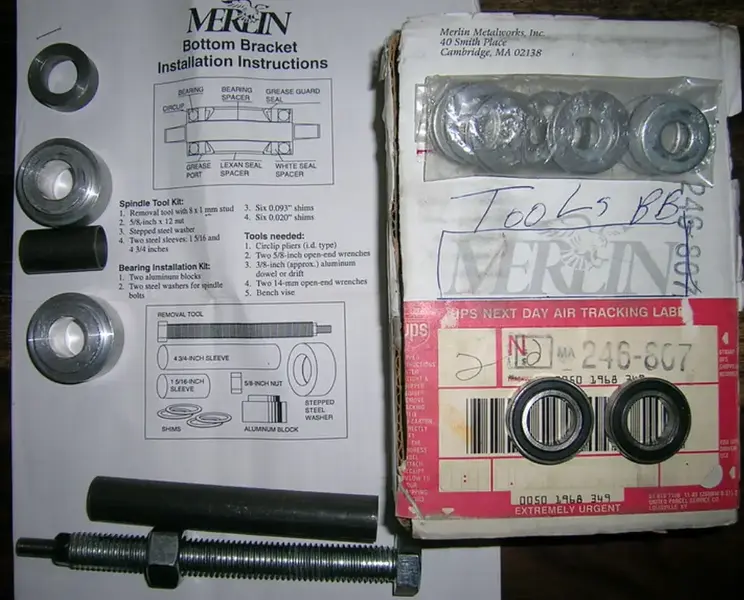 MERLIN
Bottom Bracket
Installation Instructions
BEARING
BEARING SPACER
GREASE GUARD SEAL
CIRCLIP
GREASE PORT
LEXAN SEAL SPACER
WHITE SEAL SPACER
Spindle Tool Kit:
1. Removal tool with 8 x 1 mm stud
2. 5/8-inch x 12 nut
3. Stepped steel washer
4. Two steel sleeves: 1 5/16 and
4 3/4 inches
Bearing Installation Kit:
1. Two aluminum blocks
2. Two steel washers for spindle
bolts
3. Six 0.093" shims
4. Six 0.020" shims
Tools needed:
1. Circlip pliers (i.d. type)
2. Two 5/8-inch open-end wrenches
3. 3/8-inch (approx.) aluminum
dowel or drift
4. Two 14-mm open-end wrenches
5. Bench vise
REMOVAL TOOL
4 3/4-INCH SLEEVE
1 5/16-INCH
SLEEVE
5/8-INCH NUT
STEPPED
STEEL
WASHER
SHIMS
ALUMINUM BLOCK
Merlin Metalworks, Inc.
40 Smith Place
Cambridge, MA 02138
TOOLS BB
246-807
MERLIN
UPS NEXT DAY AIR TRACKING LABEL
ups
N
MA
246-807
0050 1968 349
0050 1968 349
EXTREMELY URGENT